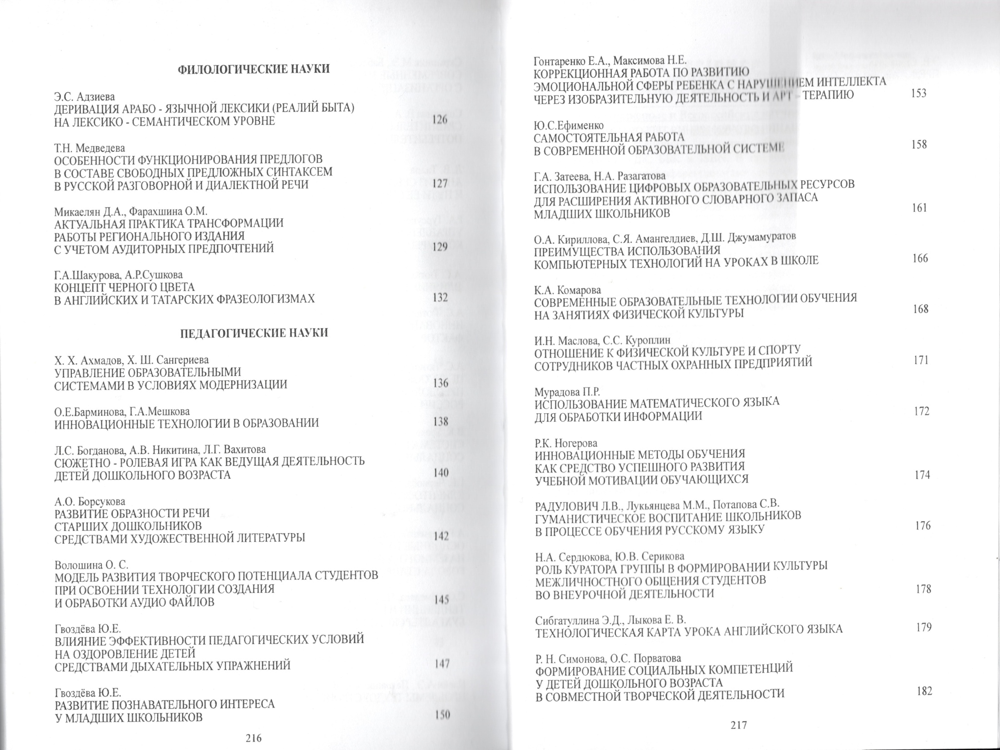 ФИЛОЛОГИЧЕСКИЕ НАУКИ
Э.С. Адзиева
ДЕРИВАЦИЯ АРАБО - ЯЗЫЧНОЙ ЛЕКСИКИ (РЕАЛИЙ БЫТА)
НА ЛЕКСИКО - СЕМАНТИЧЕСКОМ УРОВНЕ 126
Т.Н. Медведева
ОСОБЕННОСТИ ФУНКЦИОНИРОВАНИЯ ПРЕДЛОГОВ
В СОСТАВЕ СВОБОДНЫХ ПРЕДЛОЖНЫХ СИНТАКСЕМ
В РУССКОЙ РАЗГОВОРНОЙ И ДИАЛЕКТНОЙ РЕЧИ 127
Микаелян Д.А., Фарахшина О.М.
АКТУАЛЬНАЯ ПРАКТИКА ТРАНСФОРМАЦИИ
РАБОТЫ РЕГИОНАЛЬНОГО ИЗДАНИЯ
С УЧЕТОМ АУДИТОРНЫХ ПРЕДПОЧТЕНИЙ 129
Г.А.Шакурова, А.Р.Сушкова
КОНЦЕПТ ЧЕРНОГО ЦВЕТА
В АНГЛИЙСКИХ И ТАТАРСКИХ ФРАЗЕОЛОГИЗМАХ 132
ПЕДАГОГИЧЕСКИЕ НАУКИ
Х. Х. Ахмадов, Х. Ш. Сангериева
УПРАВЛЕНИЕ ОБРАЗОВАТЕЛЬНЫМИ
СИСТЕМАМИ В УСЛОВИЯХ МОДЕРНИЗАЦИИ 136
О.Е.Барминова, Г.А.Мешкова
ИННОВАЦИОННЫЕ ТЕХНОЛОГИИ В ОБРАЗОВАНИИ 138
Л.С. Богданова, А.В. Никитина, Л.Г. Вахитова
СЮЖЕТНО - РОЛЕВАЯ ИГРА КАК ВЕДУЩАЯ ДЕЯТЕЛЬНОСТЬ
ДЕТЕЙ ДОШКОЛЬНОГО ВОЗРАСТА 140
А.О. Борсукова
РАЗВИТИЕ ОБРАЗНОСТИ РЕЧИ
СТАРШИХ ДОШКОЛЬНИКОВ
СРЕДСТВАМИ ХУДОЖЕСТВЕННОЙ ЛИТЕРАТУРЫ 142
Волошина О. С.
МОДЕЛЬ РАЗВИТИЯ ТВОРЧЕСКОГО ПОТЕНЦИАЛА СТУДЕНТОВ
ПРИ ОСВОЕНИИ ТЕХНОЛОГИИ СОЗДАНИЯ
И ОБРАБОТКИ АУДИО ФАЙЛОВ 145
Гвоздёва Ю.Е.
ВЛИЯНИЕ ЭФФЕКТИВНОСТИ ПЕДАГОГИЧЕСКИХ УСЛОВИЙ
НА ОЗДОРОВЛЕНИЕ ДЕТЕЙ
СРЕДСТВАМИ ДЫХАТЕЛЬНЫХ УПРАЖНЕНИЙ 147
Гвоздёва Ю.Е.
РАЗВИТИЕ ПОЗНАВАТЕЛЬНОГО ИНТЕРЕСА
У МЛАДШИХ ШКОЛЬНИКОВ 150
216
Гонтаренко Е.А., Максимова Н.Е.
КОРРЕКЦИОННАЯ РАБОТА ПО РАЗВИТИЮ
ЭМОЦИОНАЛЬНОЙ СФЕРЫ РЕБЕНКА С НАРУШЕНИЕМ ИНТЕЛЛЕКТА
ЧЕРЕЗ ИЗОБРАЗИТЕЛЬНУЮ ДЕЯТЕЛЬНОСТЬ И АРТ - ТЕРАПИЮ 153
Ю.С.Ефименко
САМОСТОЯТЕЛЬНАЯ РАБОТА
В СОВРЕМЕННОЙ ОБРАЗОВАТЕЛЬНОЙ СИСТЕМЕ 158
Г.А. Затеева, Н.А. Разагатова
ИСПОЛЬЗОВАНИЕ ЦИФРОВЫХ ОБРАЗОВАТЕЛЬНЫХ РЕСУРСОВ
ДЛЯ РАСШИРЕНИЯ АКТИВНОГО СЛОВАРНОГО ЗАПАСА
МЛАДШИХ ШКОЛЬНИКОВ 161
О.А. Кириллова, С.Я. Амангелдиев, Д.Ш. Джумамуратов
ПРЕИМУЩЕСТВА ИСПОЛЬЗОВАНИЯ
КОМПЬЮТЕРНЫХ ТЕХНОЛОГИЙ НА УРОКАХ В ШКОЛЕ 166
К.А. Комарова
СОВРЕМЕННЫЕ ОБРАЗОВАТЕЛЬНЫЕ ТЕХНОЛОГИИ ОБУЧЕНИЯ
НА ЗАНЯТИЯХ ФИЗИЧЕСКОЙ КУЛЬТУРЫ 168
И.Н. Маслова, С.С. Куроплин
ОТНОШЕНИЕ К ФИЗИЧЕСКОЙ КУЛЬТУРЕ И СПОРТУ
СОТРУДНИКОВ ЧАСТНЫХ ОХРАННЫХ ПРЕДПРИЯТИЙ 171
Мурадова П.Р.
ИСПОЛЬЗОВАНИЕ МАТЕМАТИЧЕСКОГО ЯЗЫКА
ДЛЯ ОБРАБОТКИ ИНФОРМАЦИИ 172
Р.К. Ногерова
ИННОВАЦИОННЫЕ МЕТОДЫ ОБУЧЕНИЯ
КАК СРЕДСТВО УСПЕШНОГО РАЗВИТИЯ
УЧЕБНОЙ МОТИВАЦИИ ОБУЧАЮЩИХСЯ 174
РАДУЛОВИЧ Л.В., Лукьянцева М.М., Потапова С.В.
ГУМАНИСТИЧЕСКОЕ ВОСПИТАНИЕ ШКОЛЬНИКОВ
В ПРОЦЕССЕ ОБУЧЕНИЯ РУССКОМУ ЯЗЫКУ 176
Н.А. Сердюкова, Ю.В. Серикова
РОЛЬ КУРАТОРА ГРУППЫ В ФОРМИРОВАНИИ КУЛЬТУРЫ
МЕЖЛИЧНОСТНОГО ОБЩЕНИЯ СТУДЕНТОВ
ВО ВНЕУРОЧНОЙ ДЕЯТЕЛЬНОСТИ 178
Сибгатуллина Э.Д., Лыкова Е. В.
ТЕХНОЛОГИЧЕСКАЯ КАРТА УРОКА АНГЛИЙСКОГО ЯЗЫКА 179
Р. Н. Симонова, О.С. Порватова
ФОРМИРОВАНИЕ СОЦИАЛЬНЫХ КОМПЕТЕНЦИЙ
У ДЕТЕЙ ДОШКОЛЬНОГО ВОЗРАСТА
В СОВМЕСТНОЙ ТВОРЧЕСКОЙ ДЕЯТЕЛЬНОСТИ 182
217